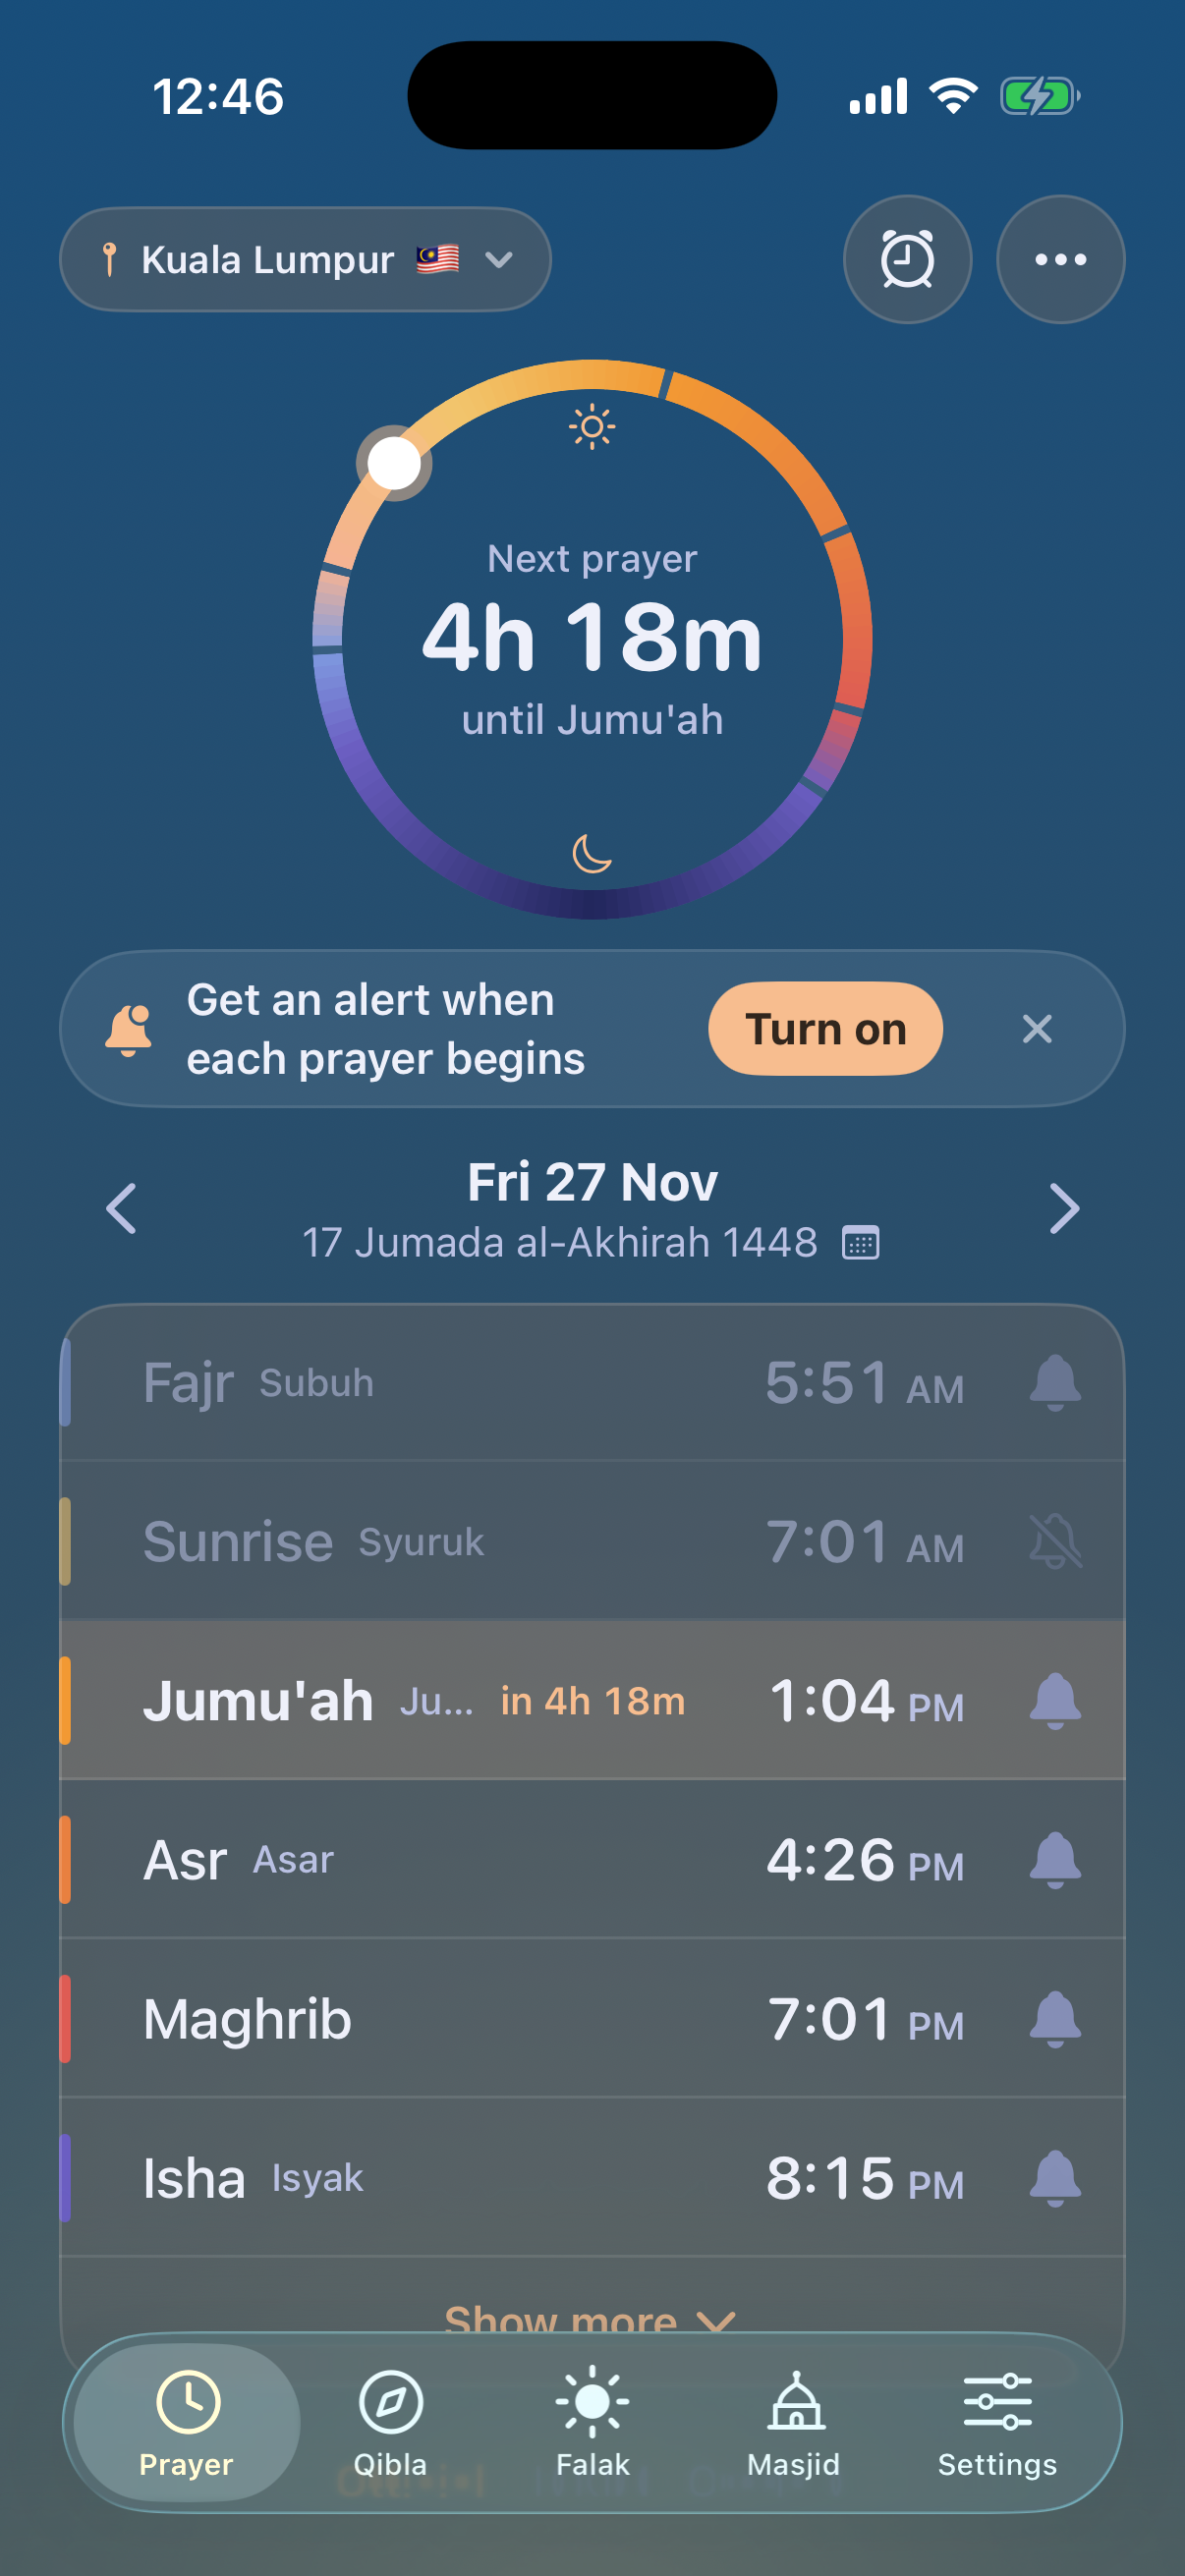 12:46
Kuala Lumpur
Next prayer
4h 18m
until Jumu'ah
Get an alert when
each prayer begins
Turn on
Fri 27 Nov
17 Jumada al-Akhirah 1448
Fajr Subuh 5:51 AM
Sunrise Syuruk 7:01 AM
Jumu'ah Ju... in 4h 18m 1:04 PM
Asr Asar 4:26 PM
Maghrib 7:01 PM
Isha Isyak 8:15 PM
Show more
Prayer Qibla Falak Masjid Settings